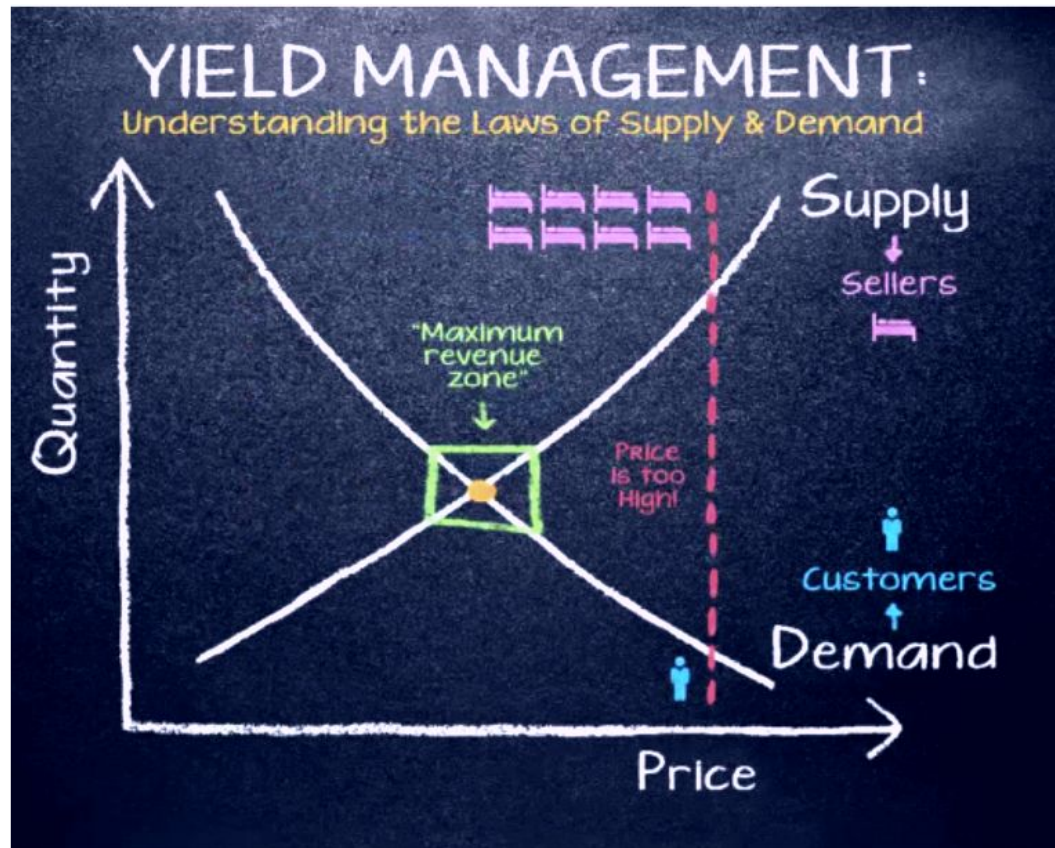 YIELD MANAGEMENT:
Understanding the Laws of Supply & Demand
Supply
Sellers
"Maximum
revenue
zone"
Quantity
Price
is too
High!
Customers
Demand
Price